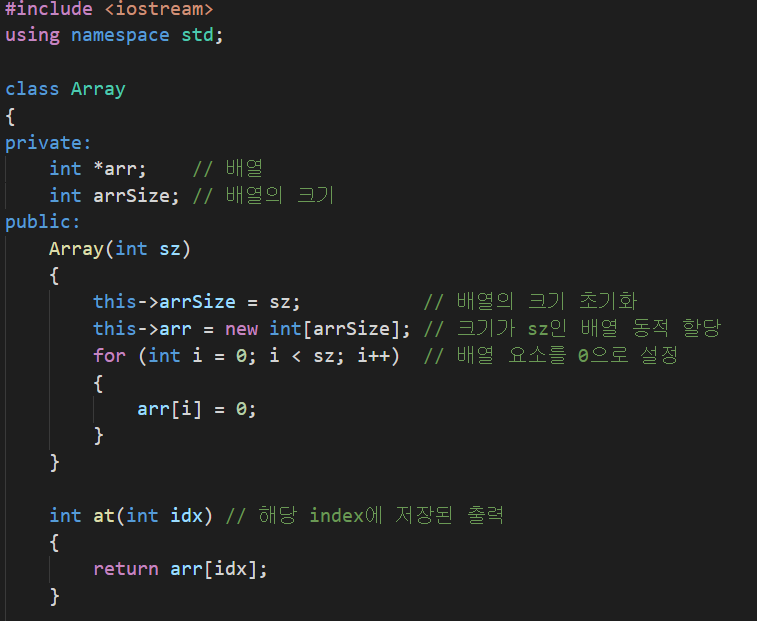 #include <iostream>
using namespace std;

class Array
{
private:
    int *arr;    // 배열
    int arrSize; // 배열의 크기
public:
    Array(int sz)
    {
        this->arrSize = sz;           // 배열의 크기 초기화
        this->arr = new int[arrSize]; // 크기가 sz인 배열 동적 할당
        for (int i = 0; i < sz; i++)  // 배열 요소를 0으로 설정
        {
            arr[i] = 0;
        }
    }

    int at(int idx) // 해당 index에 저장된 출력
    {
        return arr[idx];
    }